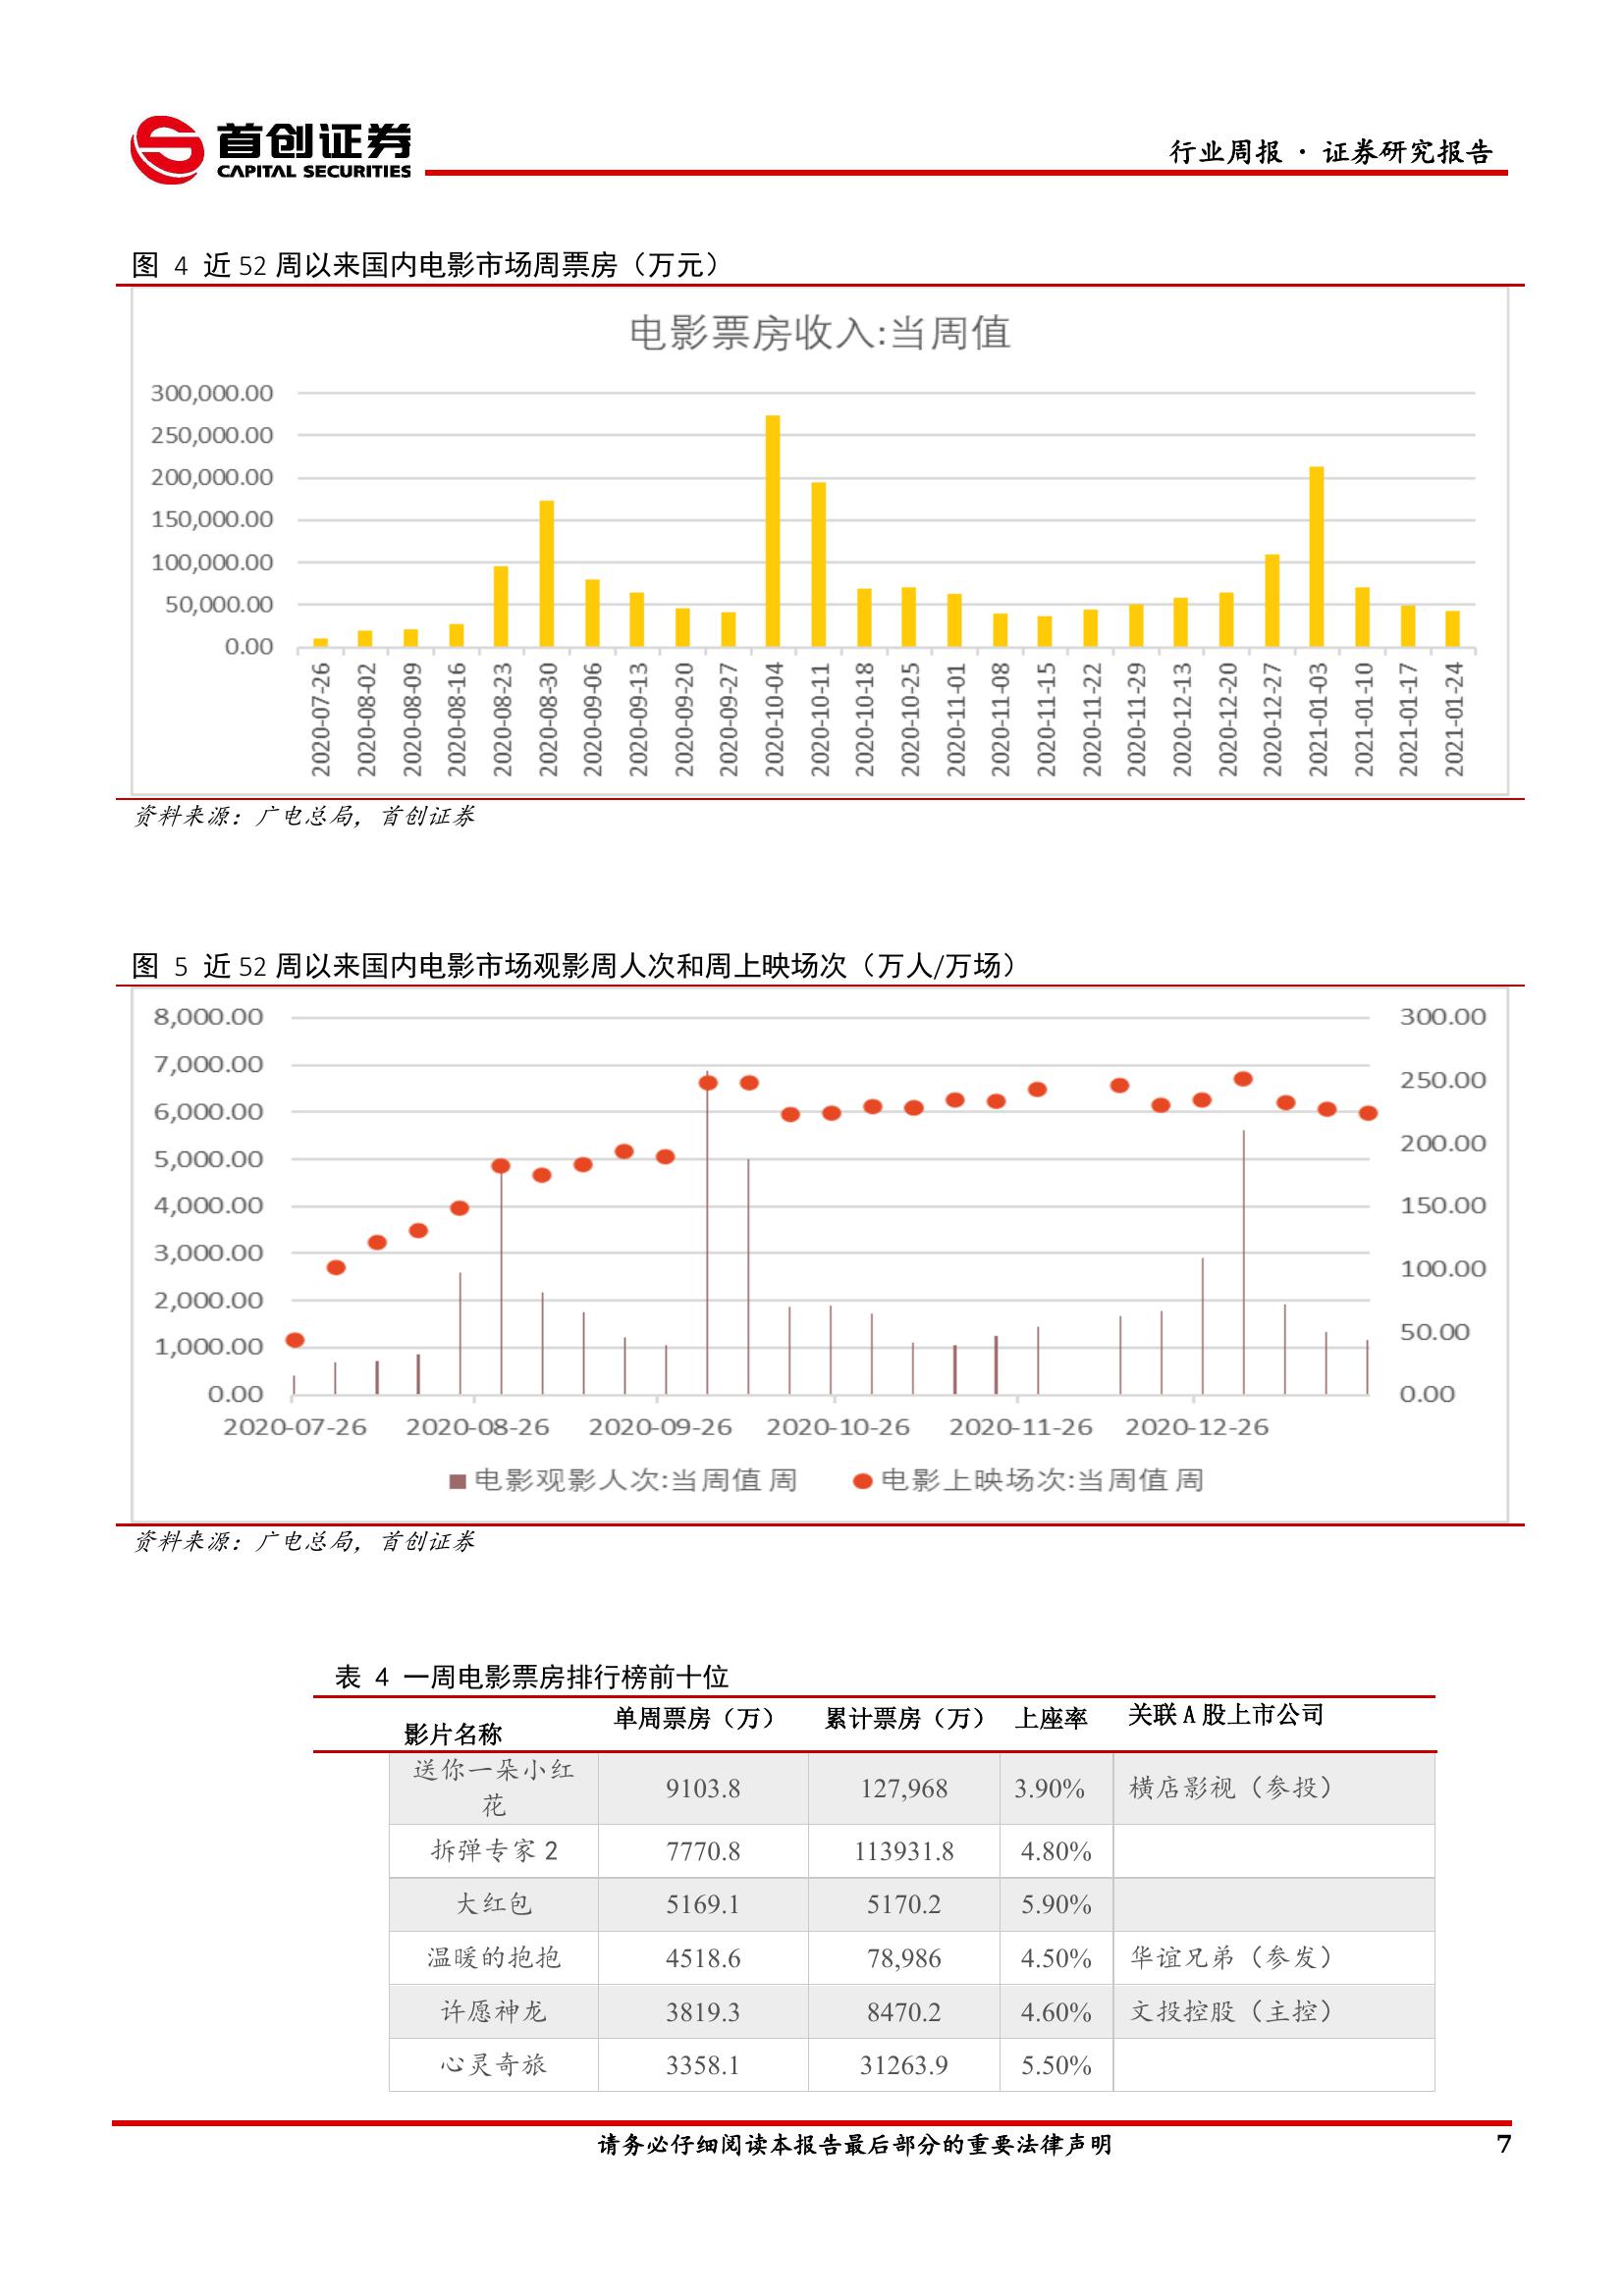 首创证券
CAPITAL SECURITIES
行业周报 · 证券研究报告
图 4 近 52 周以来国内电影市场周票房（万元）
电影票房收入:当周值
300,000.00
250,000.00
200,000.00
150,000.00
100,000.00
50,000.00
0.00
2020-07-26
2020-08-02
2020-08-09
2020-08-16
2020-08-23
2020-08-30
2020-09-06
2020-09-13
2020-09-20
2020-09-27
2020-10-04
2020-10-11
2020-10-18
2020-10-25
2020-11-01
2020-11-08
2020-11-15
2020-11-22
2020-11-29
2020-12-13
2020-12-20
2020-12-27
2021-01-03
2021-01-10
2021-01-17
2021-01-24
资料来源：广电总局，首创证券
图 5 近 52 周以来国内电影市场观影周人次和周上映场次（万人/万场）
8,000.00 300.00
7,000.00
6,000.00 250.00
5,000.00 200.00
4,000.00 150.00
3,000.00
2,000.00 100.00
1,000.00 50.00
0.00 0.00
2020-07-26 2020-08-26 2020-09-26 2020-10-26 2020-11-26 2020-12-26
电影观影人次:当周值 周 电影上映场次:当周值 周
资料来源：广电总局，首创证券
表 4 一周电影票房排行榜前十位
影片名称 单周票房（万） 累计票房（万） 上座率 关联 A 股上市公司
送你一朵小红
花 9103.8 127,968 3.90% 横店影视（参投）
拆弹专家 2 7770.8 113931.8 4.80%
大红包 5169.1 5170.2 5.90%
温暖的抱抱 4518.6 78,986 4.50% 华谊兄弟（参发）
许愿神龙 3819.3 8470.2 4.60% 文投控股（主控）
心灵奇旅 3358.1 31263.9 5.50%
请务必仔细阅读本报告最后部分的重要法律声明 7